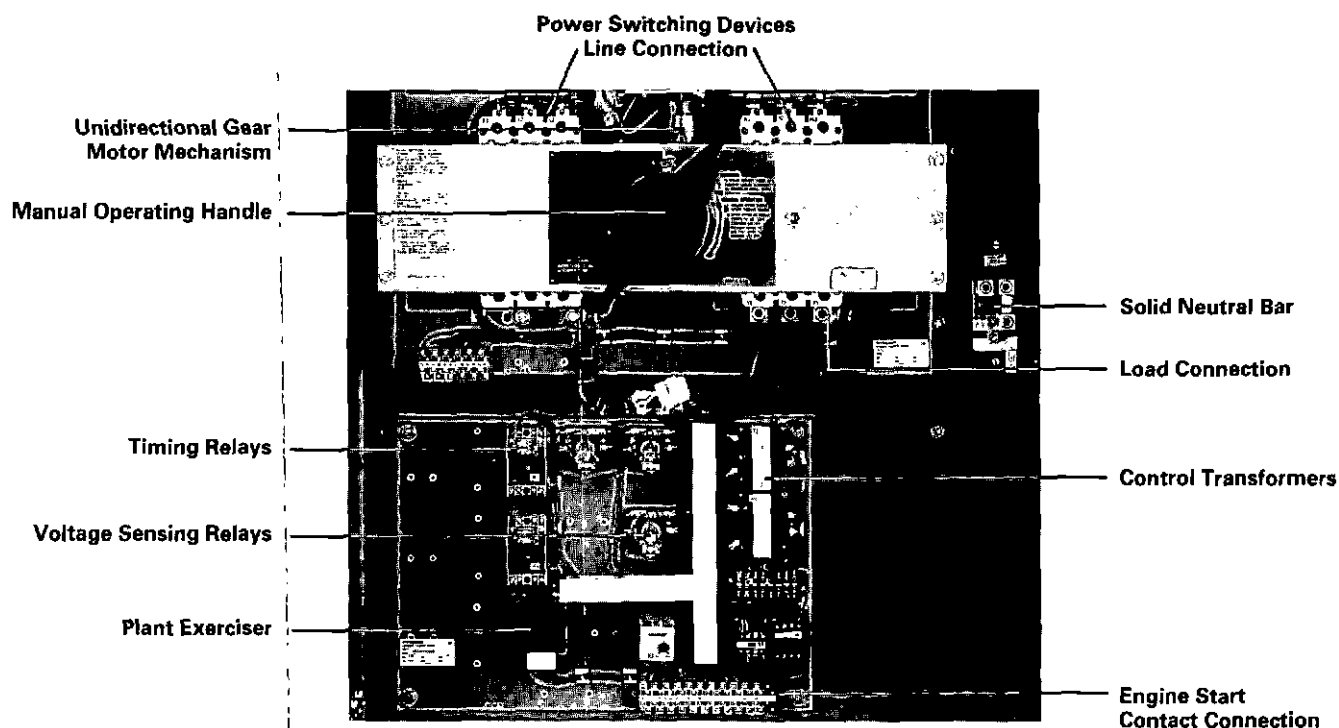 Power Switching Devices
Line Connection
Unidirectional Gear
Motor Mechanism
Manual Operating Handle
Solid Neutral Bar
Load Connection
Timing Relays
Control Transformers
Voltage Sensing Relays
Plant Exerciser
Engine Start
Contact Connection